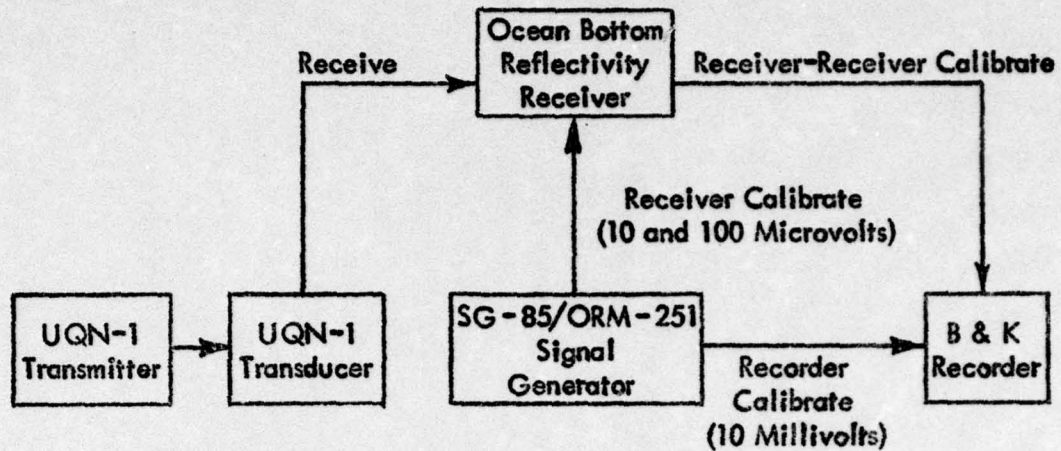 Ocean Bottom
Reflectivity
Receiver
Receive
Receiver-Receiver Calibrate
Receiver Calibrate
(10 and 100 Microvolts)
UQN-1
Transmitter
UQN-1
Transducer
SG-85/ORM-251
Signal
Generator
B & K
Recorder
Recorder
Calibrate
(10 Millivolts)